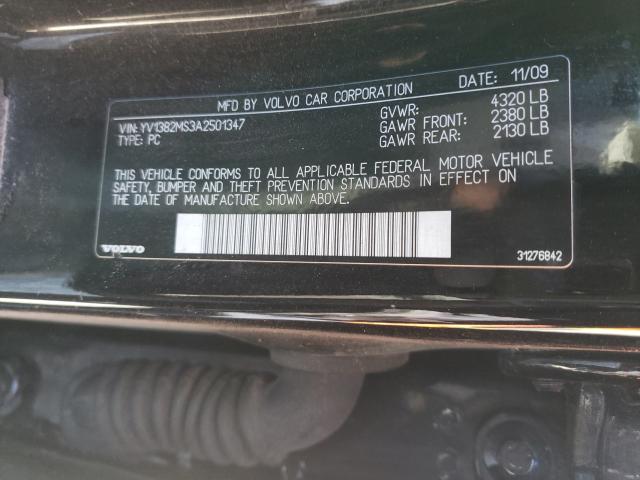 MFD BY VOLVO CAR CORPORATION DATE: 11/09
VIN: YV1382MS3A2501347 GVWR: 4320 LB
TYPE: PC GAWR FRONT: 2380 LB
GAWR REAR: 2130 LB
THIS VEHICLE CONFORMS TO ALL APPLICABLE FEDERAL MOTOR VEHICLE
SAFETY, BUMPER AND THEFT PREVENTION STANDARDS IN EFFECT ON
THE DATE OF MANUFACTURE SHOWN ABOVE.
VOLVO 31276842